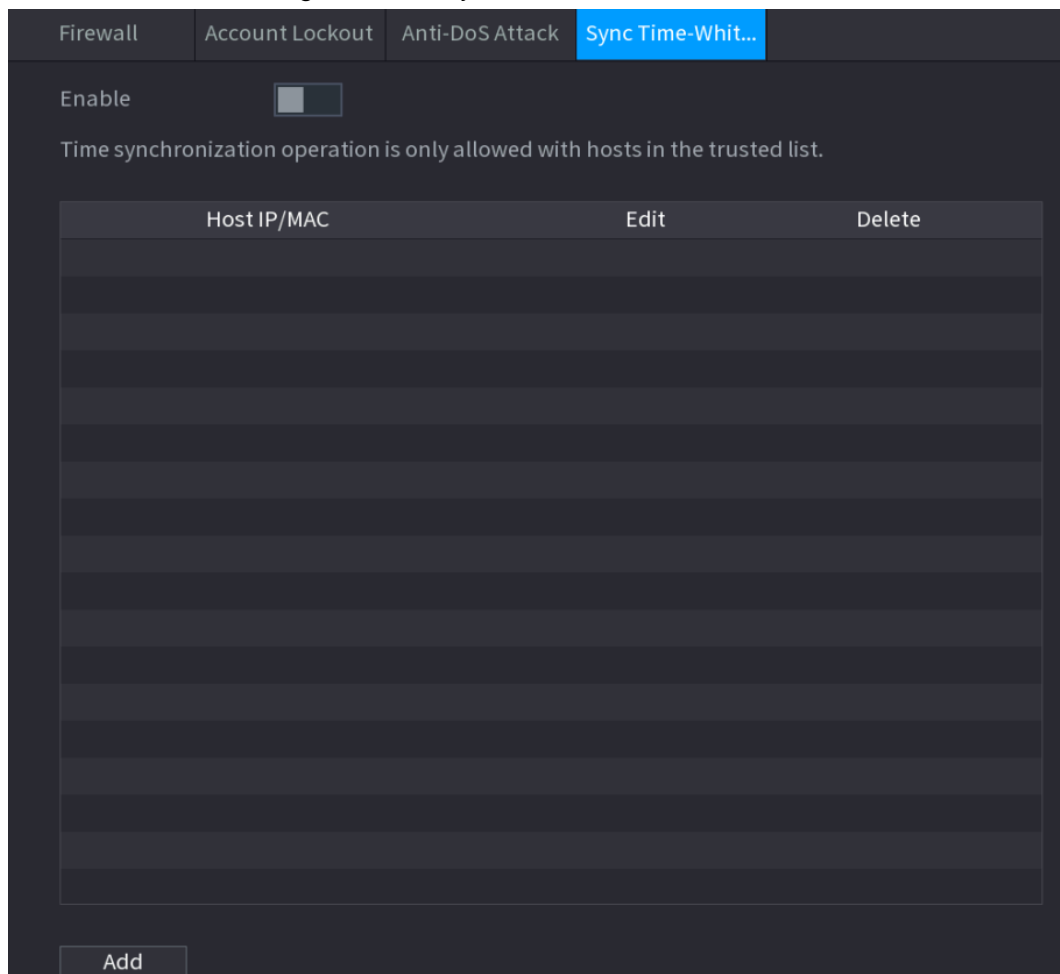 Firewall Account Lockout Anti-DoS Attack Sync Time-Whit...
Enable
Time synchronization operation is only allowed with hosts in the trusted list.
Host IP/MAC Edit Delete
Add